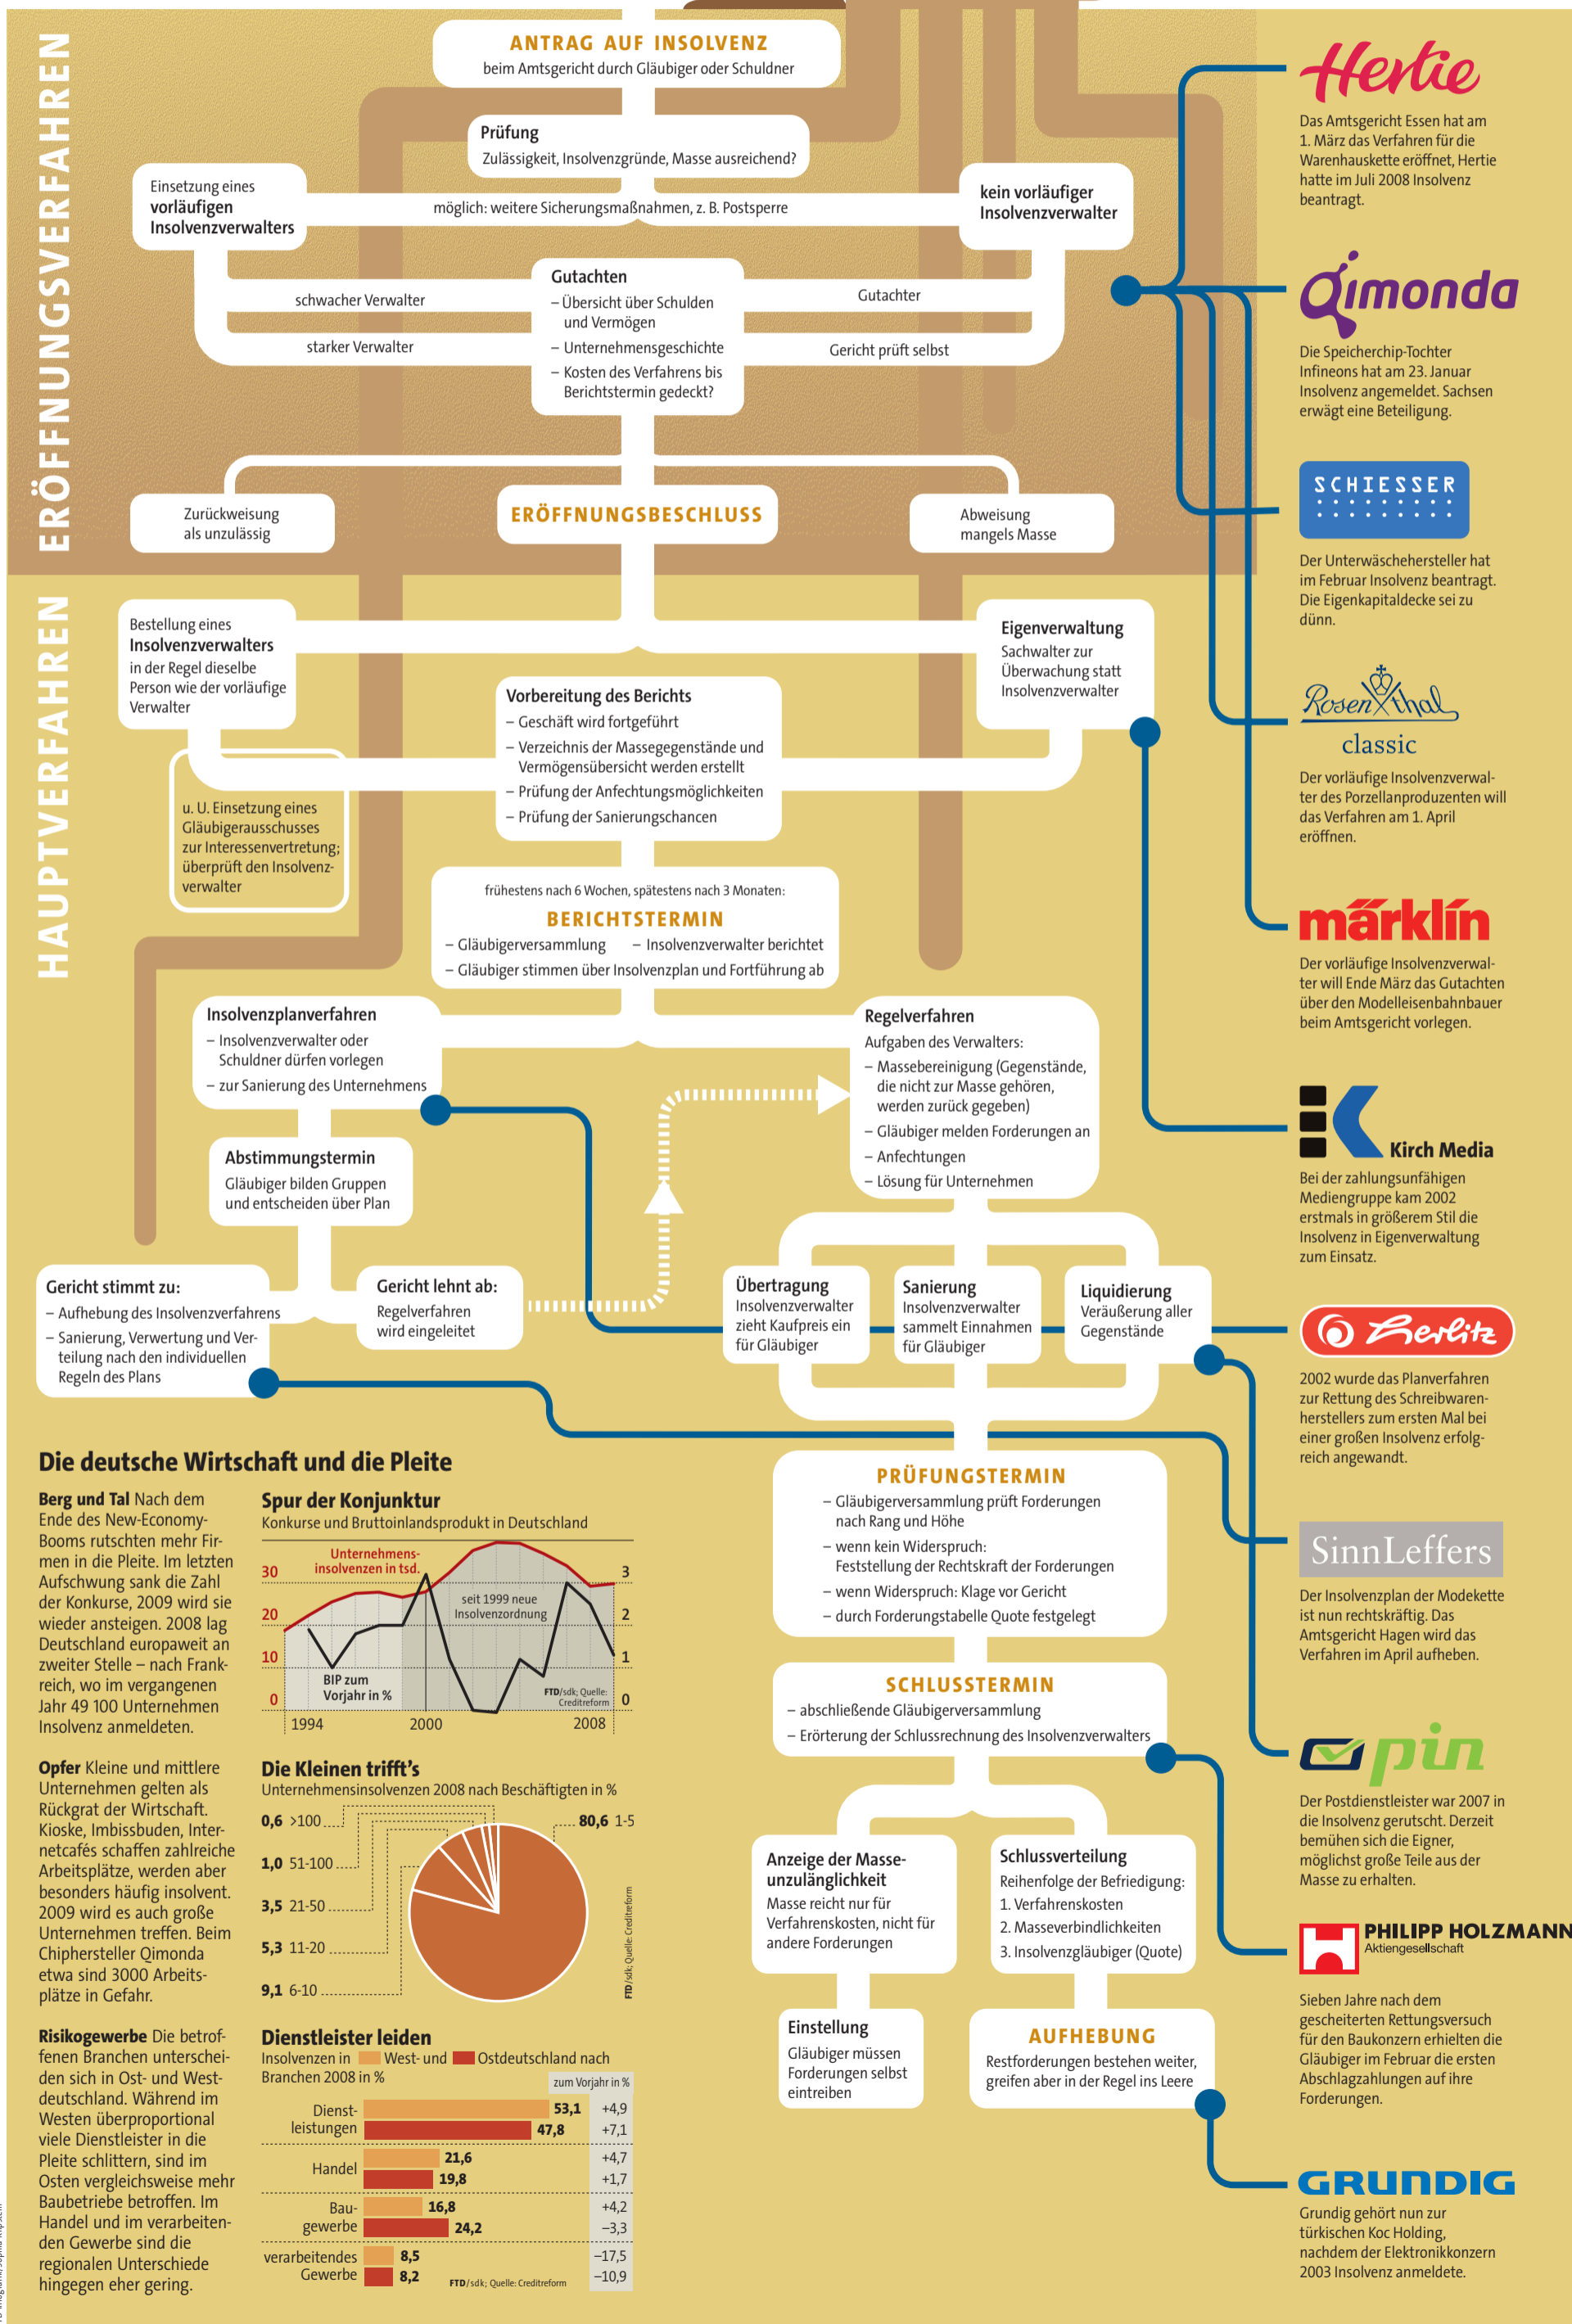 ERÖFFNUNGSVERFAHREN
ANTRAG AUF INSOLVENZ
beim Amtsgericht durch Gläubiger oder Schuldner
Prüfung
Zulässigkeit, Insolvenzgründe, Masse ausreichend?
Einsetzung eines
vorläufigen
Insolvenzverwalters
möglich: weitere Sicherungsmaßnahmen, z. B. Postsperre
kein vorläufiger
Insolvenzverwalter
schwacher Verwalter
starker Verwalter
Gutachten
– Übersicht über Schulden
und Vermögen
– Unternehmensgeschichte
– Kosten des Verfahrens bis
Berichtstermin gedeckt?
Gutachter
Gericht prüft selbst
Zurückweisung
als unzulässig
ERÖFFNUNGSBESCHLUSS
Abweisung
mangels Masse
HAUPTVERFAHREN
Bestellung eines
Insolvenzverwalters
in der Regel dieselbe
Person wie der vorläufige
Verwalter
Eigenverwaltung
Sachwalter zur
Überwachung statt
Insolvenzverwalter
Vorbereitung des Berichts
– Geschäft wird fortgeführt
– Verzeichnis der Massegegenstände und
Vermögensübersicht werden erstellt
– Prüfung der Anfechtungsmöglichkeiten
– Prüfung der Sanierungschancen
u. U. Einsetzung eines
Gläubigerausschusses
zur Interessenvertretung;
überprüft den Insolvenz-
verwalter
frühestens nach 6 Wochen, spätestens nach 3 Monaten:
BERICHTSTERMIN
– Gläubigerversammlung – Insolvenzverwalter berichtet
– Gläubiger stimmen über Insolvenzplan und Fortführung ab
Insolvenzplanverfahren
– Insolvenzverwalter oder
Schuldner dürfen vorlegen
– zur Sanierung des Unternehmens
Regelverfahren
Aufgaben des Verwalters:
– Massebereinigung (Gegenstände,
die nicht zur Masse gehören,
werden zurück gegeben)
– Gläubiger melden Forderungen an
– Anfechtungen
– Lösung für Unternehmen
Abstimmungstermin
Gläubiger bilden Gruppen
und entscheiden über Plan
Gericht stimmt zu:
– Aufhebung des Insolvenzverfahrens
– Sanierung, Verwertung und Ver-
teilung nach den individuellen
Regeln des Plans
Gericht lehnt ab:
Regelverfahren
wird eingeleitet
Übertragung
Insolvenzverwalter
zieht Kaufpreis ein
für Gläubiger
Sanierung
Insolvenzverwalter
sammelt Einnahmen
für Gläubiger
Liquidierung
Veräußerung aller
Gegenstände
PRÜFUNGSTERMIN
– Gläubigerversammlung prüft Forderungen
nach Rang und Höhe
– wenn kein Widerspruch:
Feststellung der Rechtskraft der Forderungen
– wenn Widerspruch: Klage vor Gericht
– durch Forderungstabelle Quote festgelegt
SCHLUSSTERMIN
– abschließende Gläubigerversammlung
– Erörterung der Schlussrechnung des Insolvenzverwalters
Anzeige der Masse-
unzulänglichkeit
Masse reicht nur für
Verfahrenskosten, nicht für
andere Forderungen
Schlussverteilung
Reihenfolge der Befriedigung:
1. Verfahrenskosten
2. Masseverbindlichkeiten
3. Insolvenzgläubiger (Quote)
Einstellung
Gläubiger müssen
Forderungen selbst
eintreiben
AUFHEBUNG
Restforderungen bestehen weiter,
greifen aber in der Regel ins Leere
Hertie
Das Amtsgericht Essen hat am
1. März das Verfahren für die
Warenhauskette eröffnet, Hertie
hatte im Juli 2008 Insolvenz
beantragt.
Qimonda
Die Speicherchip-Tochter
Infineons hat am 23. Januar
Insolvenz angemeldet. Sachsen
erwägt eine Beteiligung.
SCHIESSER
Der Unterwäschehersteller hat
im Februar Insolvenz beantragt.
Die Eigenkapitaldecke sei zu
dünn.
Rosenthal
classic
Der vorläufige Insolvenzverwal-
ter des Porzellanproduzenten will
das Verfahren am 1. April
eröffnen.
märklin
Der vorläufige Insolvenzverwal-
ter will Ende März das Gutachten
über den Modelleisenbahnbauer
beim Amtsgericht vorlegen.
Kirch Media
Bei der zahlungsunfähigen
Mediengruppe kam 2002
erstmals in größerem Stil die
Insolvenz in Eigenverwaltung
zum Einsatz.
Herlitz
2002 wurde das Planverfahren
zur Rettung des Schreibwaren-
herstellers zum ersten Mal bei
einer großen Insolvenz erfolg-
reich angewandt.
SinnLeffers
Der Insolvenzplan der Modekette
ist nun rechtskräftig. Das
Amtsgericht Hagen wird das
Verfahren im April aufheben.
pin
Der Postdienstleister war 2007 in
die Insolvenz gerutscht. Derzeit
bemühen sich die Eigner,
möglichst große Teile aus der
Masse zu erhalten.
PHILIPP HOLZMANN
Aktiengesellschaft
Sieben Jahre nach dem
gescheiterten Rettungsversuch
für den Baukonzern erhielten die
Gläubiger im Februar die ersten
Abschlagzahlungen auf ihre
Forderungen.
GRUNDIG
Grundig gehört nun zur
türkischen Koc Holding,
nachdem der Elektronikkonzern
2003 Insolvenz anmeldete.
Die deutsche Wirtschaft und die Pleite
Berg und Tal Nach dem
Ende des New-Economy-
Booms rutschten mehr Fir-
men in die Pleite. Im letzten
Aufschwung sank die Zahl
der Konkurse, 2009 wird sie
wieder ansteigen. 2008 lag
Deutschland europaweit an
zweiter Stelle – nach Frank-
reich, wo im vergangenen
Jahr 49 100 Unternehmen
Insolvenz anmeldeten.
Spur der Konjunktur
Konkurse und Bruttoinlandsprodukt in Deutschland
Unternehmens-
insolvenzen in tsd.
seit 1999 neue
Insolvenzordnung
BIP zum
Vorjahr in %
FTD/sdk; Quelle:
Creditreform
30 3
20 2
10 1
0 0
1994 2000 2008
Opfer Kleine und mittlere
Unternehmen gelten als
Rückgrat der Wirtschaft.
Kioske, Imbissbuden, Inter-
netcafés schaffen zahlreiche
Arbeitsplätze, werden aber
besonders häufig insolvent.
2009 wird es auch große
Unternehmen treffen. Beim
Chiphersteller Qimonda
etwa sind 3000 Arbeits-
plätze in Gefahr.
Die Kleinen trifft's
Unternehmensinsolvenzen 2008 nach Beschäftigten in %
0,6 >100
80,6 1-5
1,0 51-100
3,5 21-50
5,3 11-20
9,1 6-10
FTD/sdk; Quelle: Creditreform
Risikogewerbe Die betrof-
fenen Branchen unterschei-
den sich in Ost- und West-
deutschland. Während im
Westen überproportional
viele Dienstleister in die
Pleite schlittern, sind im
Osten vergleichsweise mehr
Baubetriebe betroffen. Im
Handel und im verarbeiten-
den Gewerbe sind die
regionalen Unterschiede
hingegen eher gering.
Dienstleister leiden
Insolvenzen in West- und Ostdeutschland nach
Branchen 2008 in %
zum Vorjahr in %
Dienst-
leistungen
53,1 +4,9
47,8 +7,1
Handel
21,6 +4,7
19,8 +1,7
Bau-
gewerbe
16,8 +4,2
24,2 –3,3
verarbeitendes
Gewerbe
8,5 –17,5
8,2 –10,9
FTD/sdk; Quelle: Creditreform